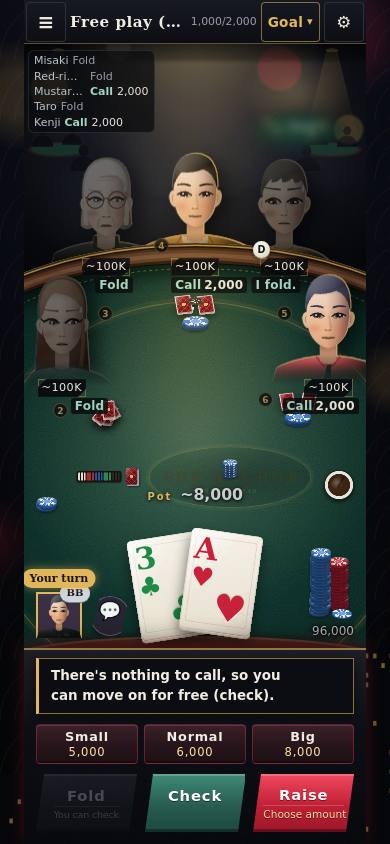 Free play (...
1,000/2,000
Goal ▾
Misaki Fold
Red-ri... Fold
Mustar... Call 2,000
Taro Fold
Kenji Call 2,000
4
D
~100K
~100K
~100K
Fold
Call 2,000
I fold.
3
5
~100K
~100K
2
Fold
6
Call 2,000
Pot ~8,000
3
A
Your turn
BB
96,000
There's nothing to call, so you
can move on for free (check).
Small
5,000
Normal
6,000
Big
8,000
Fold
You can check
Check
Raise
Choose amount